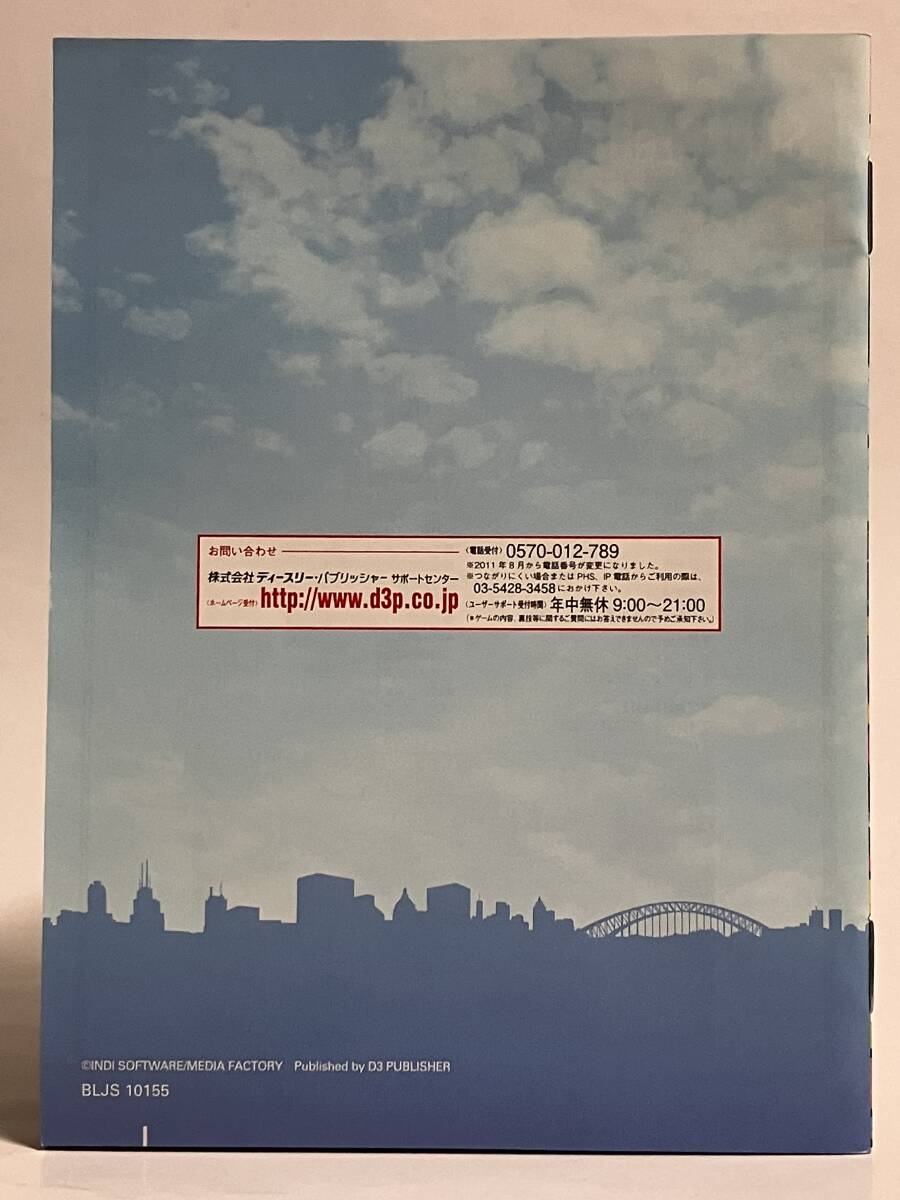 お問い合わせ
株式会社 ディースリー・パブリッシャー サポートセンター
〈ホームページ受付〉 http://www.d3p.co.jp
〈電話受付〉 0570-012-789
※2011年8月から電話番号が変更になりました。
※つながりにくい場合またはPHS、IP電話からご利用の際は、
03-5428-3458におかけ下さい。
〈ユーザーサポート受付時間〉 年中無休 9:00〜21:00
(※ゲームの内容、裏技等に関するご質問にはお答えできませんので予めご承知下さい。)
©INDI SOFTWARE/MEDIA FACTORY Published by D3 PUBLISHER
BLJS 10155